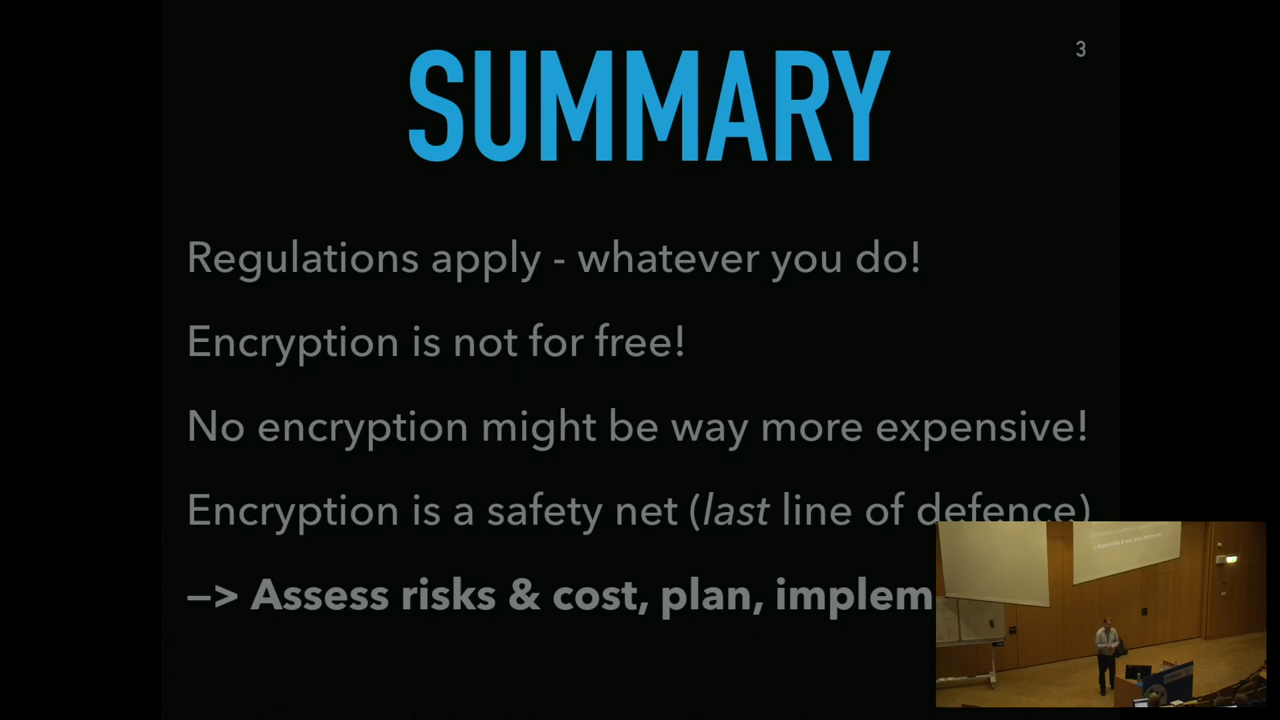 3
SUMMARY
Regulations apply - whatever you do!
Encryption is not for free!
No encryption might be way more expensive!
Encryption is a safety net (last line of defence)
—> Assess risks & cost, plan, implem